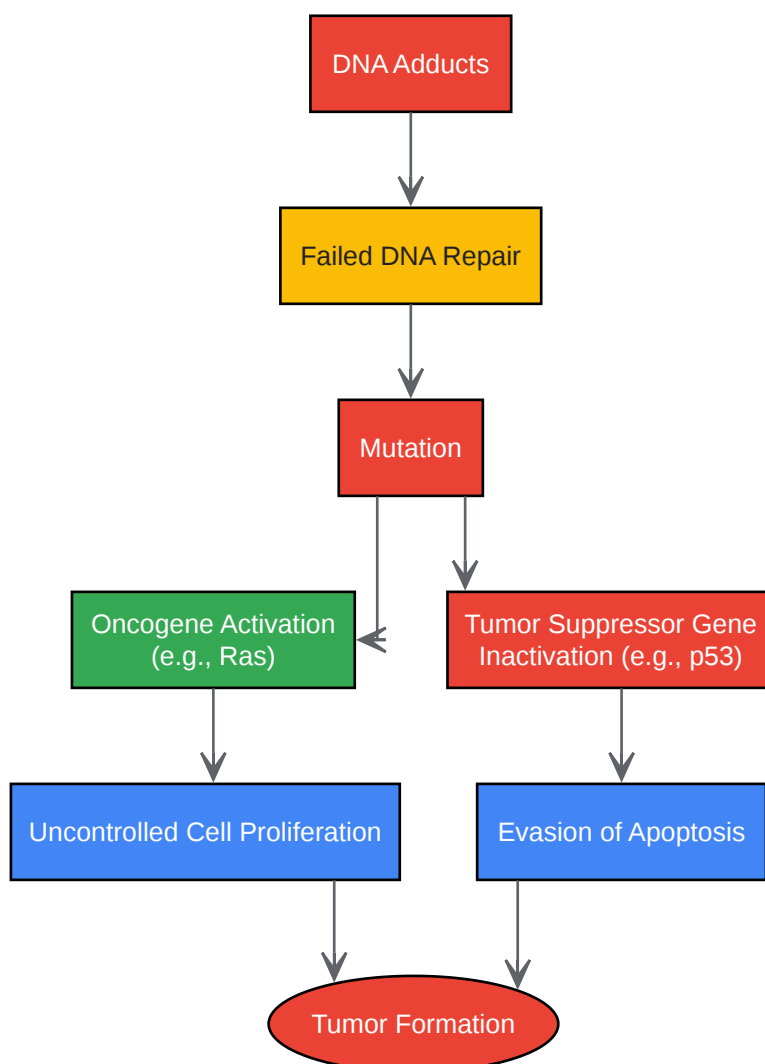 DNA Adducts
Failed DNA Repair
Mutation
Oncogene Activation
(e.g., Ras)
Tumor Suppressor Gene
Inactivation (e.g., p53)
Uncontrolled Cell Proliferation
Evasion of Apoptosis
Tumor Formation